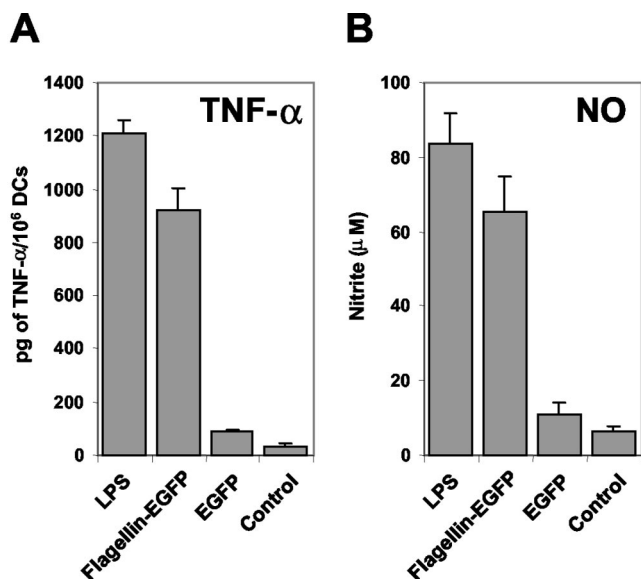 A
TNF-α
pg of TNF-α/10⁶ DCs
1400
1200
1000
800
600
400
200
0
LPS
Flagellin-EGFP
EGFP
Control
B
NO
Nitrite (μ M)
100
80
60
40
20
0
LPS
Flagellin-EGFP
EGFP
Control